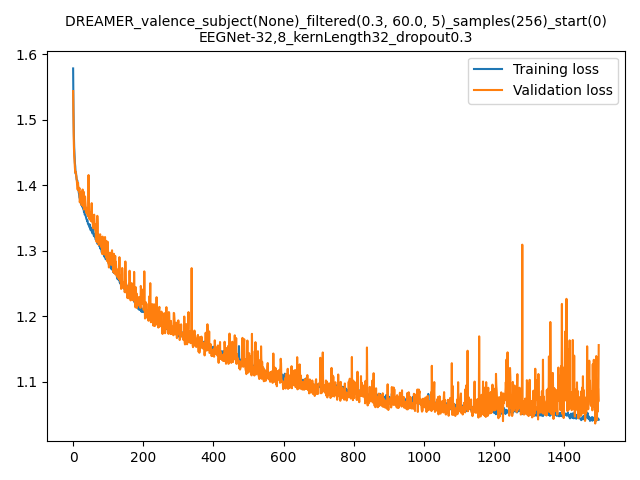 DREAMER_valence_subject(None)_filtered(0.3, 60.0, 5)_samples(256)_start(0)
EEGNet-32,8_kernLength32_dropout0.3
Training loss
Validation loss
1.6
1.5
1.4
1.3
1.2
1.1
0 200 400 600 800 1000 1200 1400